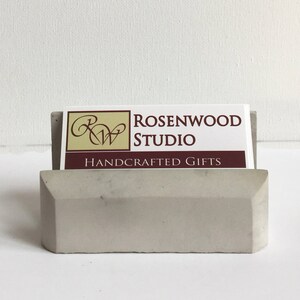 RW
ROSENWOOD
STUDIO
HANDCRAFTED GIFTS